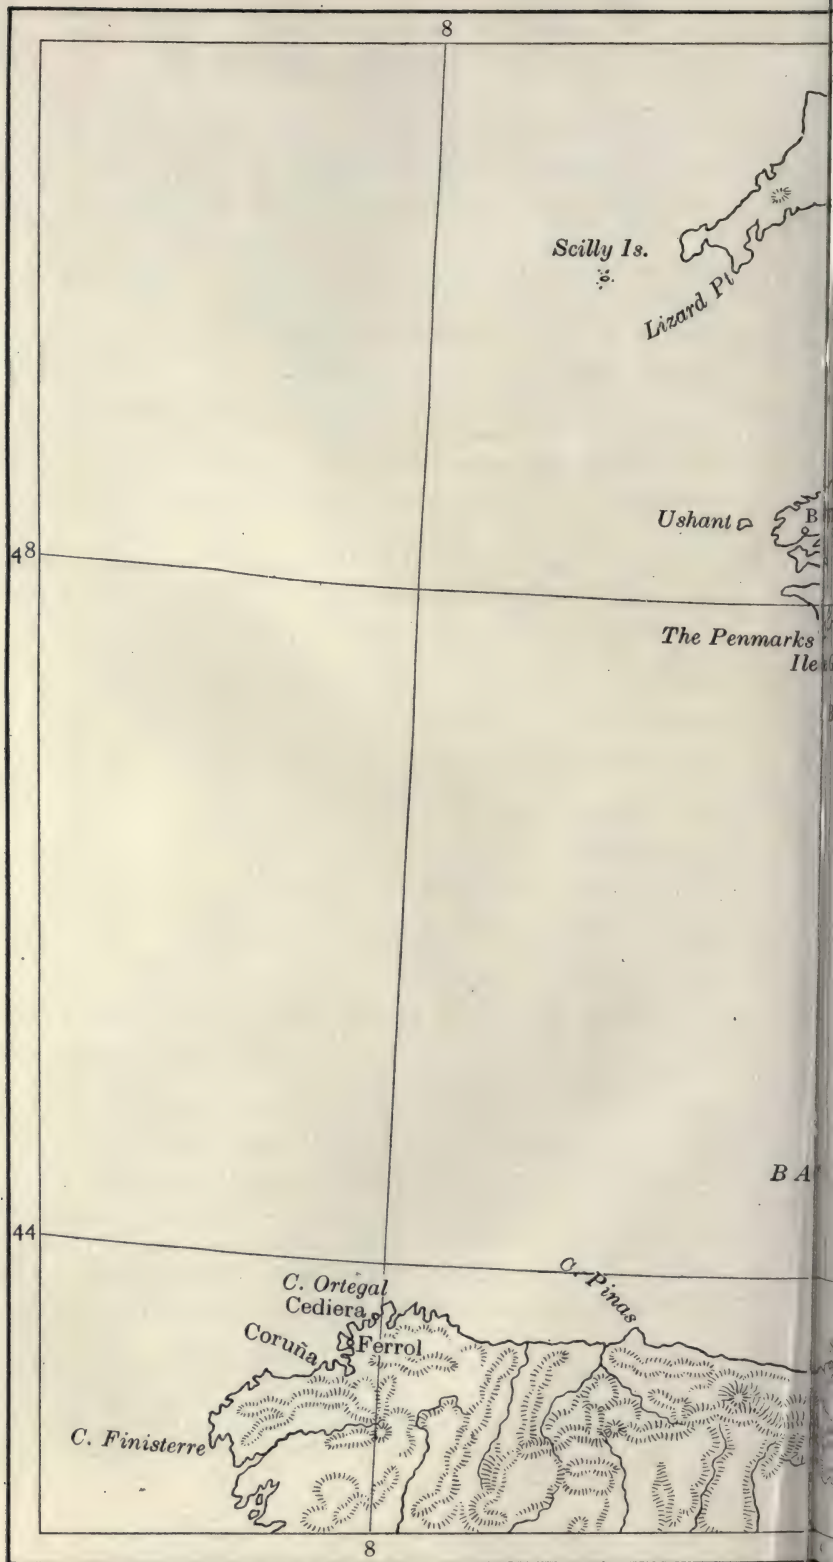 8
Scilly Is.
Lizard Pt
Ushant
B
48
The Penmarks
Ile
B A
44
C. Ortegal
C. Pinas
Cediera
Coruña
Ferrol
C. Finisterre
8